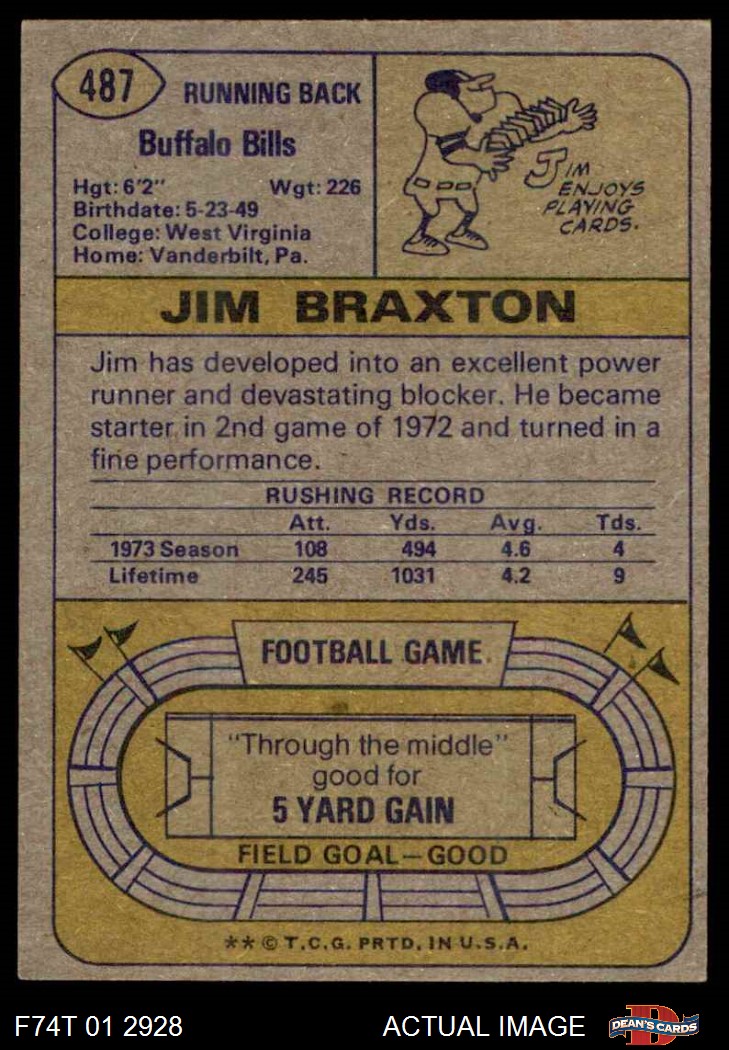 487
RUNNING BACK
Buffalo Bills
Hgt: 6'2" Wgt: 226
Birthdate: 5-23-49
College: West Virginia
Home: Vanderbilt, Pa.
JIM
ENJOYS
PLAYING
CARDS.
JIM BRAXTON
Jim has developed into an excellent power
runner and devastating blocker. He became
starter in 2nd game of 1972 and turned in a
fine performance.
RUSHING RECORD
Att. Yds. Avg. Tds.
1973 Season 108 494 4.6 4
Lifetime 245 1031 4.2 9
FOOTBALL GAME
"Through the middle"
good for
5 YARD GAIN
FIELD GOAL—GOOD
** © T.C.G. PRTD. IN U.S.A.
F74T 01 2928 ACTUAL IMAGE
D
DEAN'S CARDS